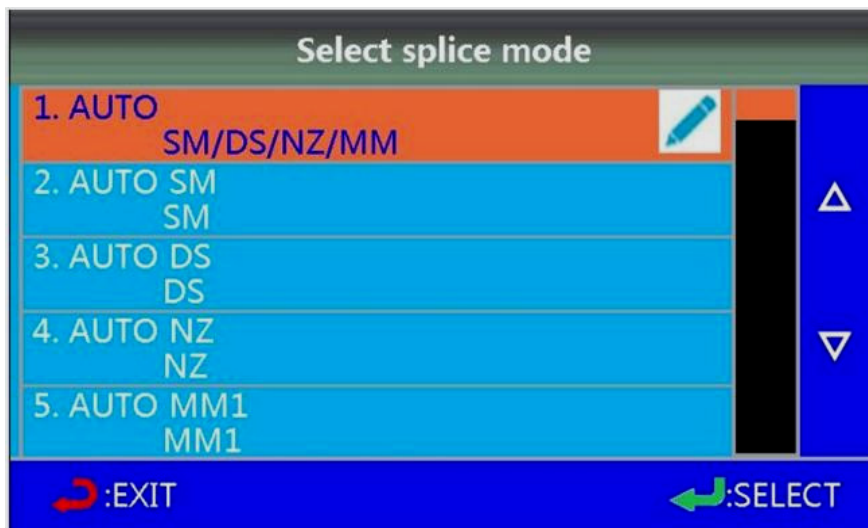 Select splice mode
1. AUTO
SM/DS/NZ/MM
2. AUTO SM
SM
3. AUTO DS
DS
4. AUTO NZ
NZ
5. AUTO MM1
MM1
:EXIT
:SELECT